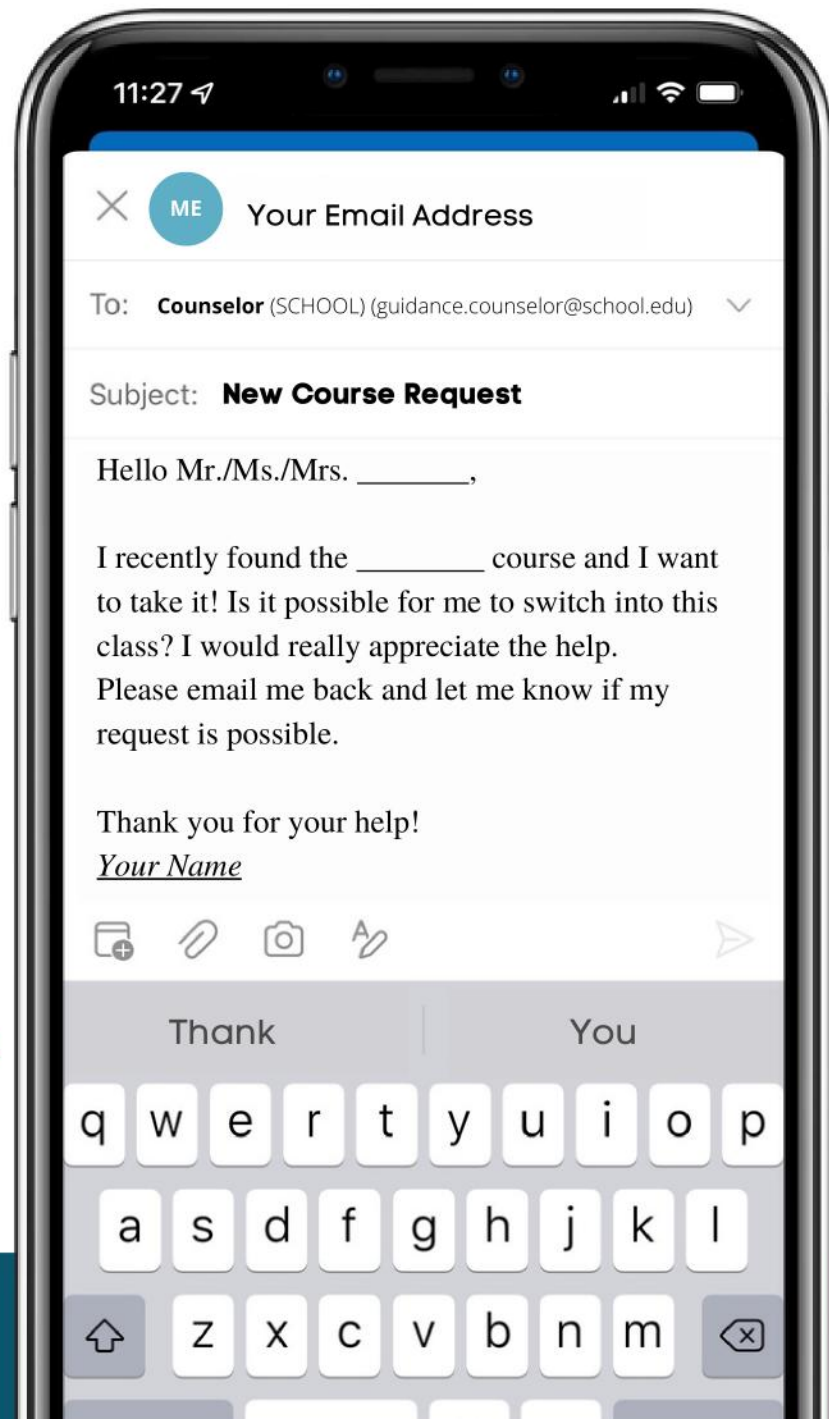 11:27
ME Your Email Address
To: Counselor (SCHOOL) (guidance.counselor@school.edu)
Subject: New Course Request
Hello Mr./Ms./Mrs. _______,
I recently found the ________ course and I want
to take it! Is it possible for me to switch into this
class? I would really appreciate the help.
Please email me back and let me know if my
request is possible.
Thank you for your help!
Your Name
Thank You
q w e r t y u i o p
a s d f g h j k l
z x c v b n m